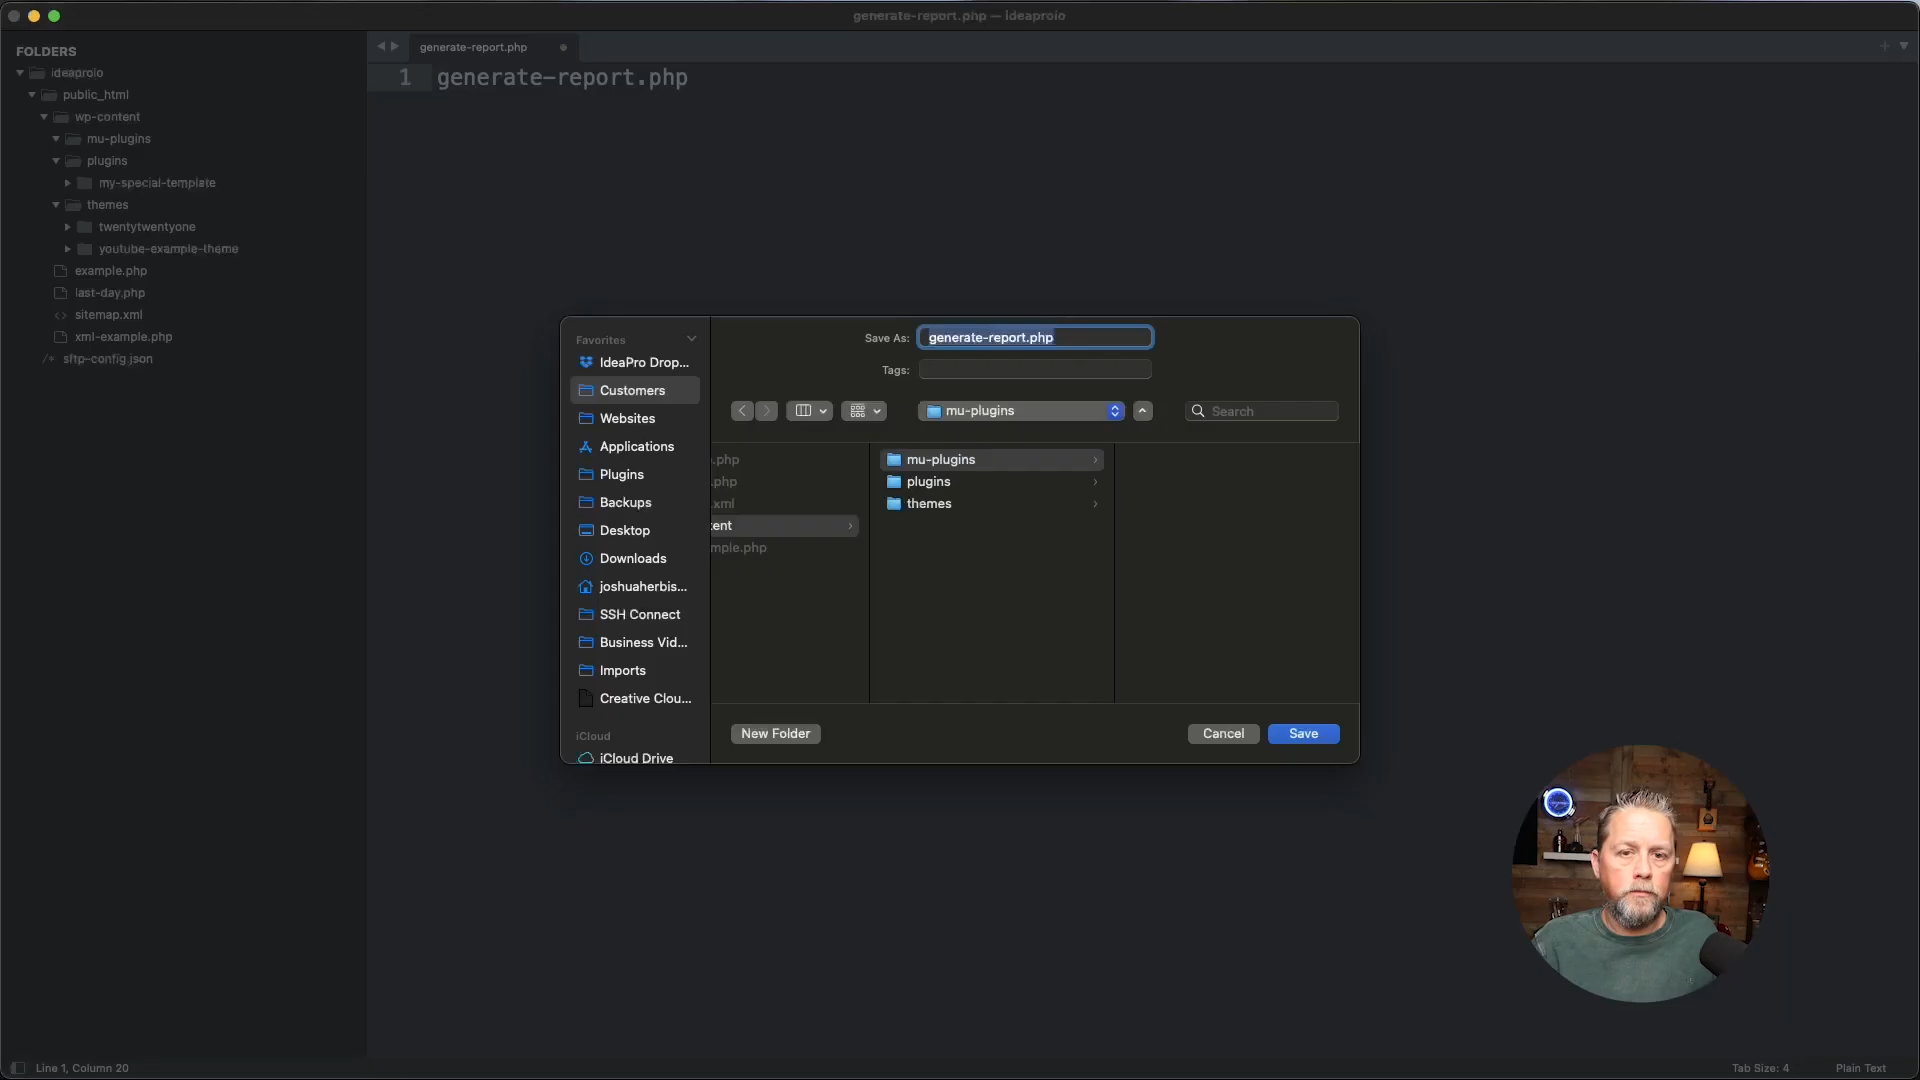 generate-report.php — ideaproio
FOLDERS
ideaproio
public_html
wp-content
mu-plugins
plugins
my-special-template
themes
twentytwentyone
youtube-example-theme
example.php
last-day.php
sitemap.xml
xml-example.php
sftp-config.json
generate-report.php
1 generate-report.php
Favorites
IdeaPro Drop...
Customers
Websites
Applications
Plugins
Backups
Desktop
Downloads
joshuaherbis...
SSH Connect
Business Vid...
Imports
Creative Clou...
iCloud
iCloud Drive
Save As: generate-report.php
Tags:
mu-plugins
Search
.php
.php
.xml
tent
mple.php
mu-plugins
plugins
themes
New Folder
Cancel
Save
Line 1, Column 20
Tab Size: 4
Plain Text